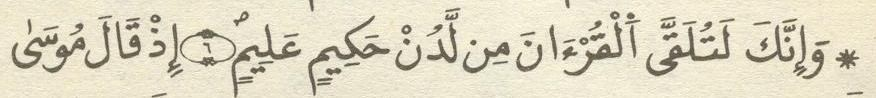 * وَإِنَّكَ لَتُلَقَّى ٱلْقُرْءَانَ مِن لَّدُنْ حَكِيمٍ عَلِيمٍ ۝٦ إِذْ قَالَ مُوسَىٰ